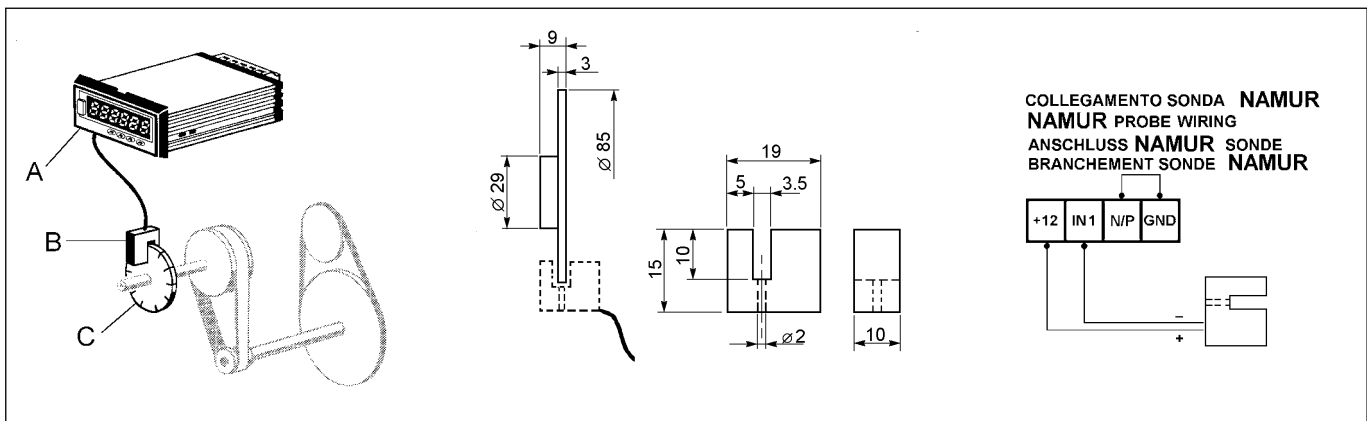 A
B
C
9
3
Ø 85
Ø 29
19
5
3.5
15
10
Ø2
10
COLLEGAMENTO SONDA NAMUR
NAMUR PROBE WIRING
ANSCHLUSS NAMUR SONDE
BRANCHEMENT SONDE NAMUR
+12 IN1 N/P GND
–
+